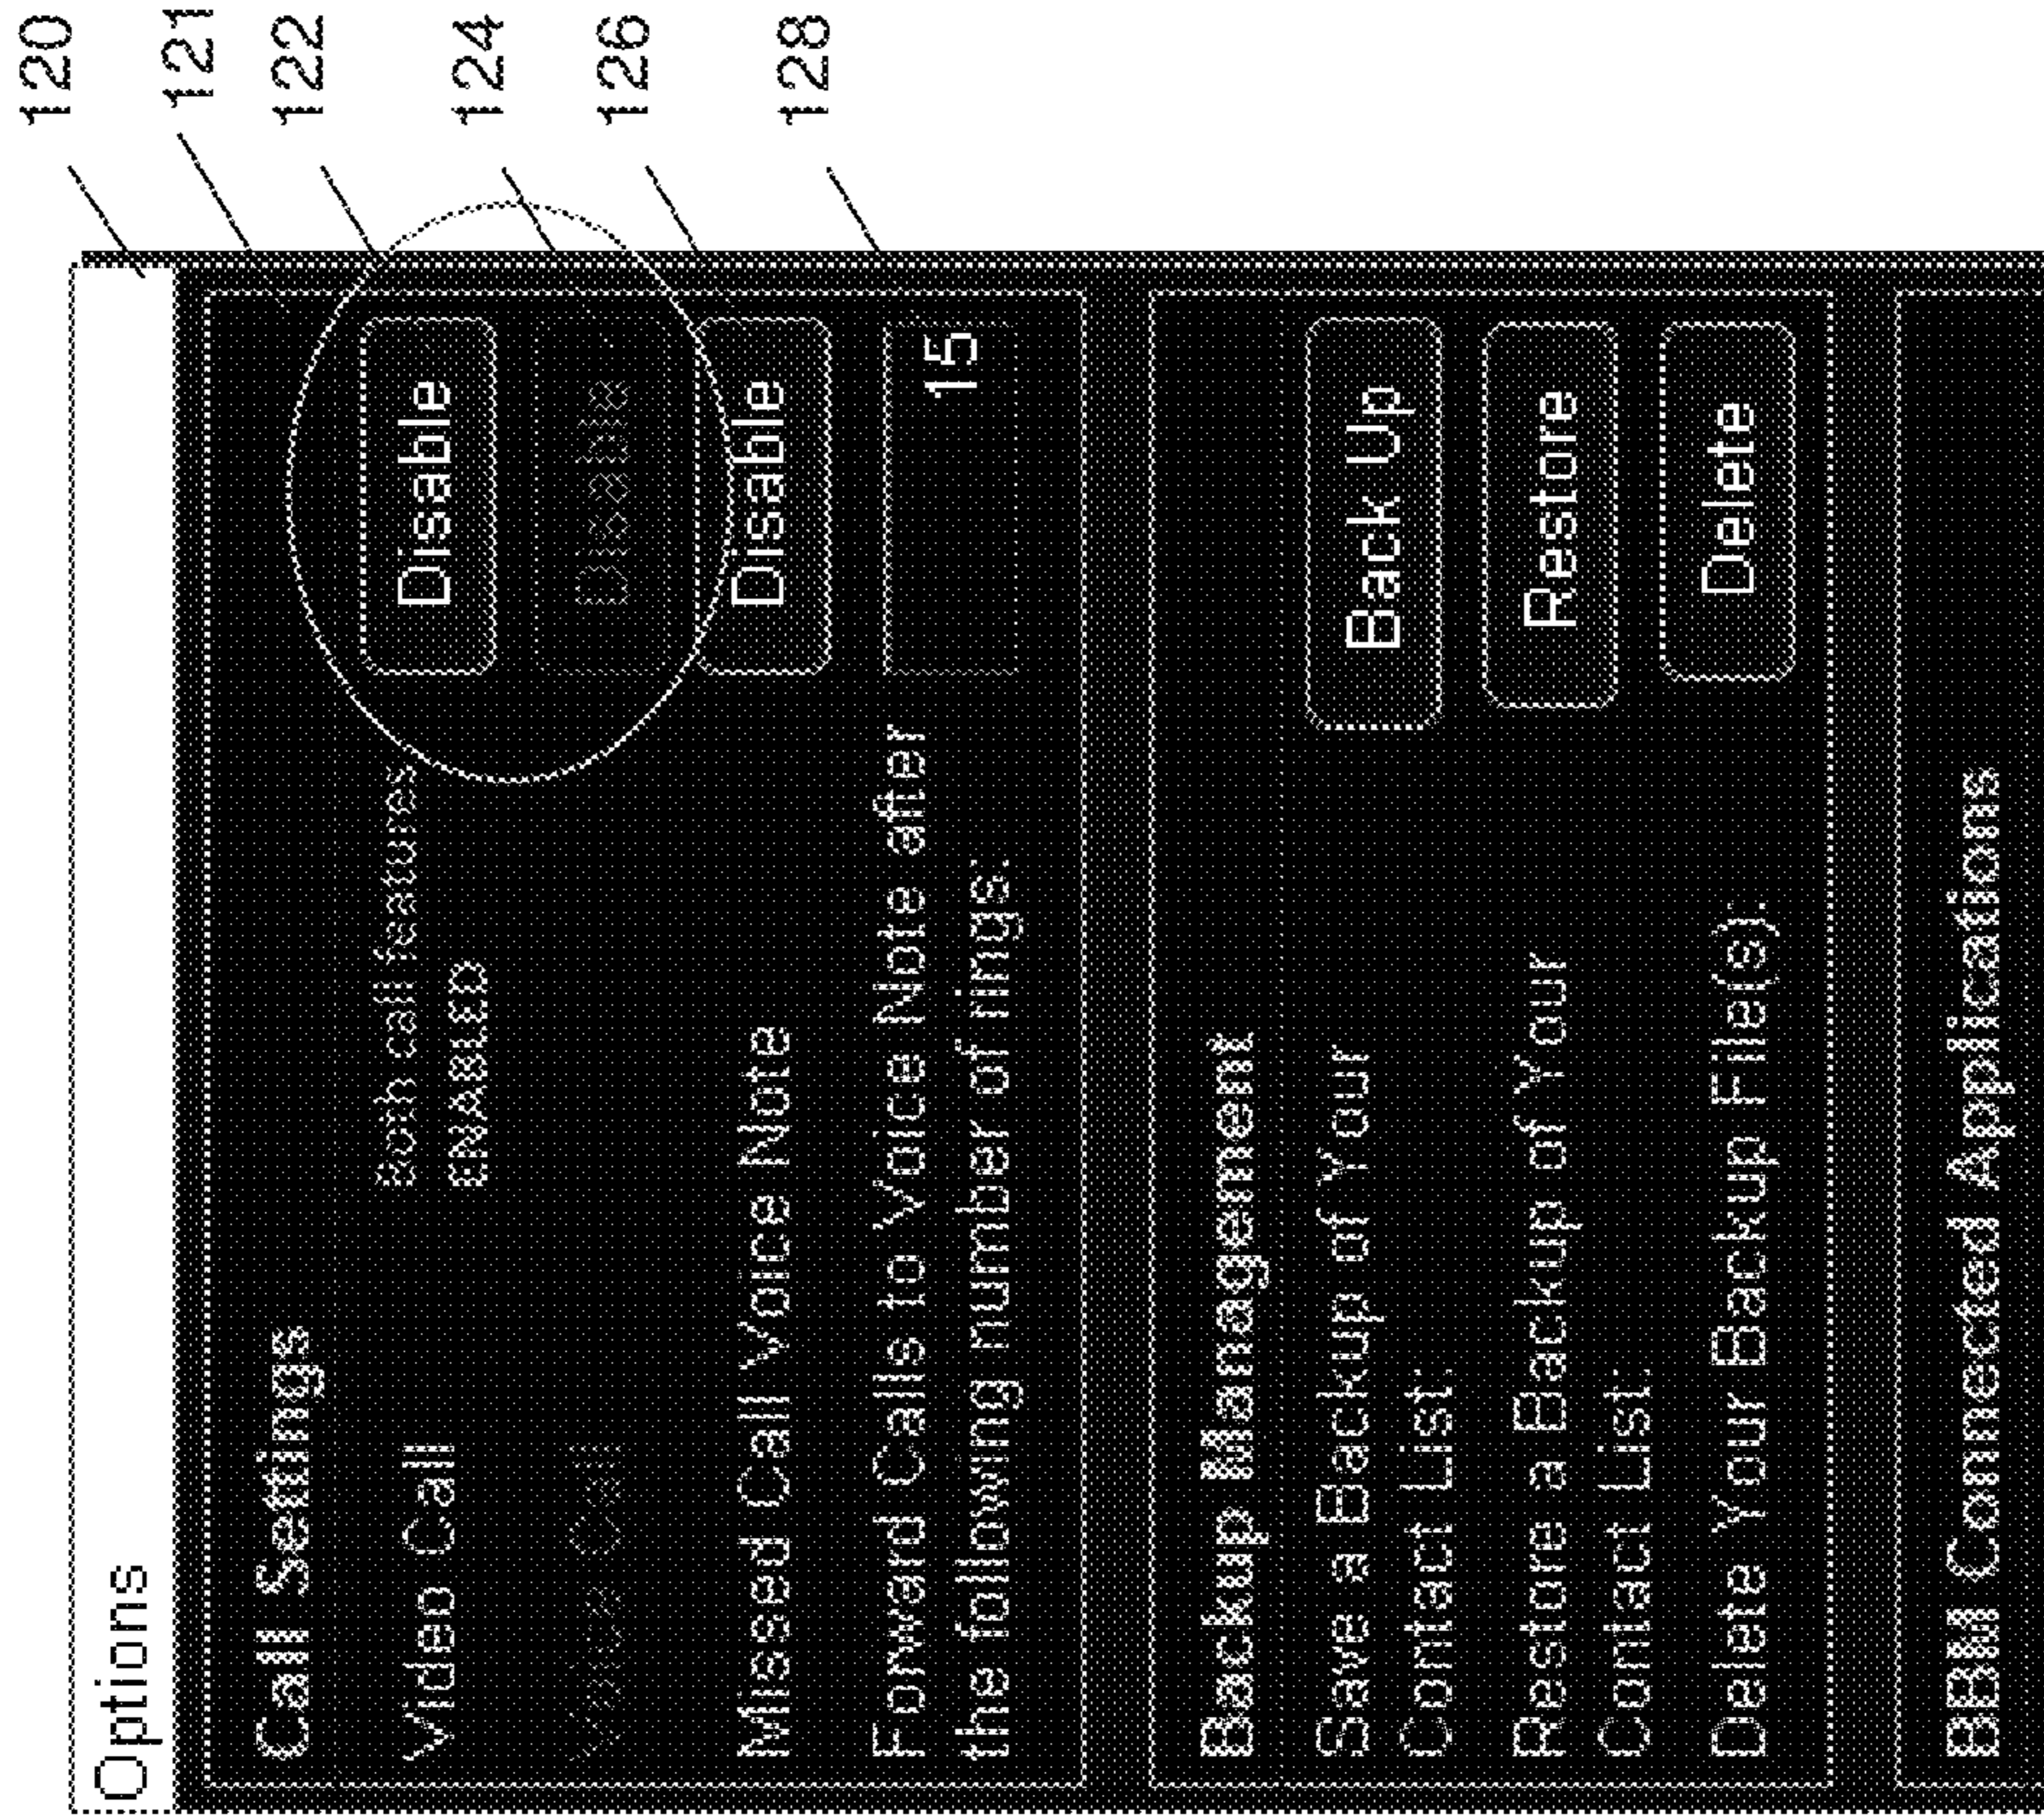 Options
120
Call Settings
121
Video Call
Both call features
ENABLED
Disable
122
Voice Call
Disable
124
Missed Call Voice Note
Disable
126
Forward Calls to Voice Note after
the following number of rings:
15
128
Backup Management
Save a Backup of Your
Contact List:
Back Up
Restore a Backup of Your
Contact List:
Restore
Delete Your Backup File(s):
Delete
BBM Connected Applications